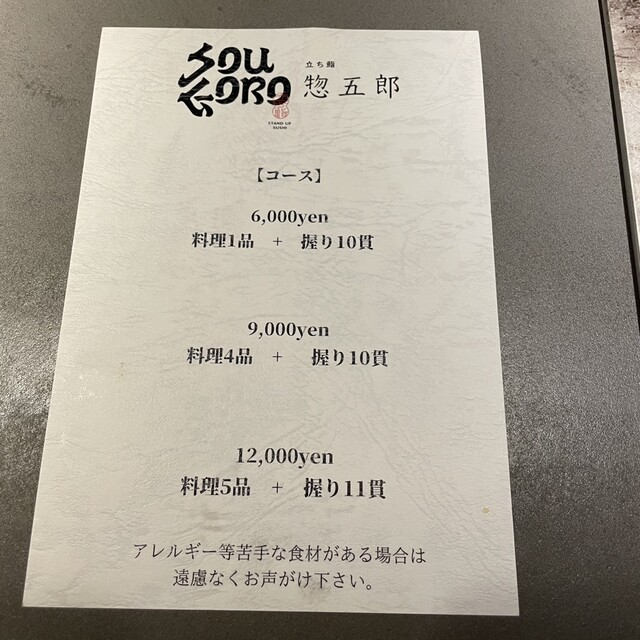 SOU
GORO
立ち鮨
惣五郎
STAND UP
SUSHI
【コース】
6,000yen
料理1品 + 握り10貫
9,000yen
料理4品 + 握り10貫
12,000yen
料理5品 + 握り11貫
アレルギー等苦手な食材がある場合は
遠慮なくお声がけ下さい。